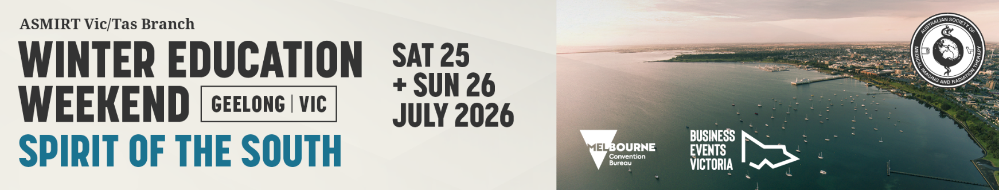 ASMIRT Vic/Tas Branch
WINTER EDUCATION
WEEKEND
GEELONG | VIC
SPIRIT OF THE SOUTH
SAT 25
+ SUN 26
JULY 2026
MELBOURNE
Convention
Bureau
BUSINESS
EVENTS
VICTORIA
AUSTRALIAN SOCIETY OF
MEDICAL IMAGING AND RADIATION THERAPY